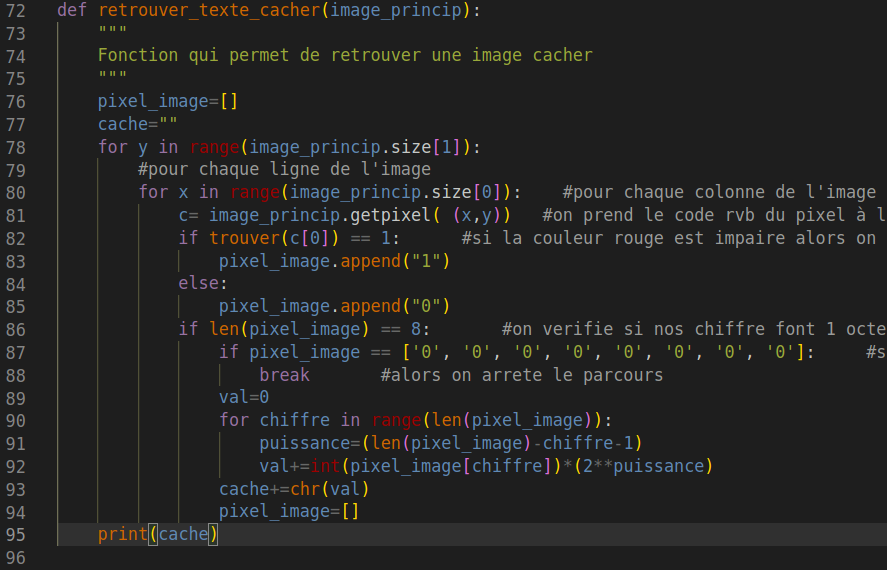 72 def retrouver_texte_cacher(image_princip):
73     """
74     Fonction qui permet de retrouver une image cacher
75     """
76     pixel_image=[]
77     cache=""
78     for y in range(image_princip.size[1]):
79         #pour chaque ligne de l'image
80         for x in range(image_princip.size[0]):    #pour chaque colonne de l'image
81             c= image_princip.getpixel( (x,y))   #on prend le code rvb du pixel à l
82             if trouver(c[0]) == 1:      #si la couleur rouge est impaire alors on
83                 pixel_image.append("1")
84             else:
85                 pixel_image.append("0")
86             if len(pixel_image) == 8:       #on verifie si nos chiffre font 1 octe
87                 if pixel_image == ['0', '0', '0', '0', '0', '0', '0', '0']:     #s
88                     break       #alors on arrete le parcours
89                 val=0
90                 for chiffre in range(len(pixel_image)):
91                     puissance=(len(pixel_image)-chiffre-1)
92                     val+=int(pixel_image[chiffre])*(2**puissance)
93                 cache+=chr(val)
94                 pixel_image=[]
95     print(cache)
96